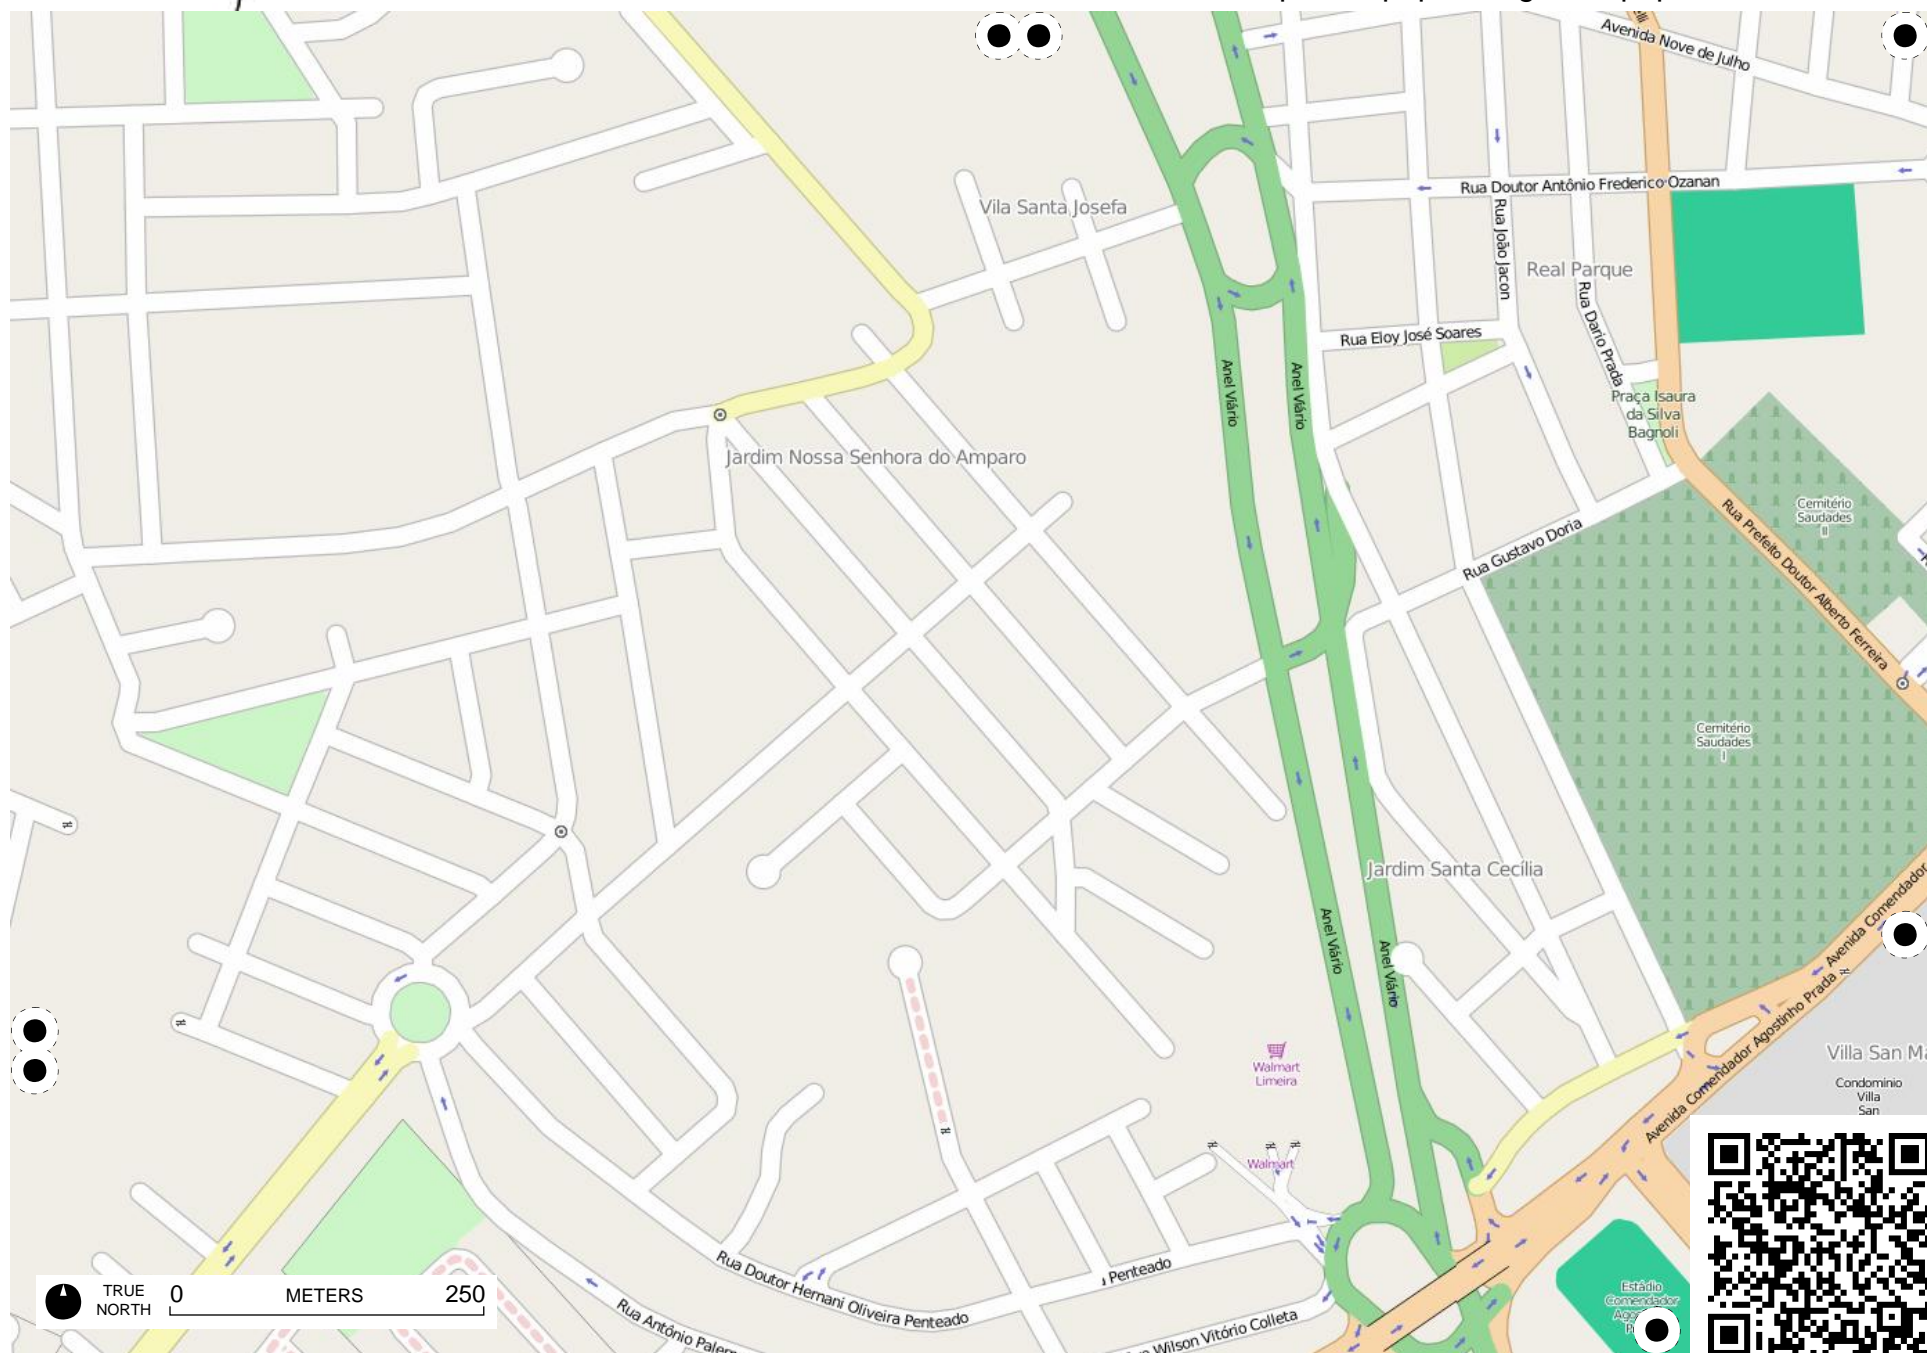 Avenida Nove de Julho
Rua Doutor Antônio Frederico Ozanan
Vila Santa Josefa
Rua João Jacon
Real Parque
Rua Dario Prada
Rua Eloy José Soares
Anel Viário
Anel Viário
Praça Isaura
da Silva
Bagnoli
Jardim Nossa Senhora do Amparo
Cemitério
Saudades
II
Rua Gustavo Doria
Rua Prefeito Doutor Alberto Ferreira
Cemitério
Saudades
I
Jardim Santa Cecília
Anel Viário
Anel Viário
Avenida Comendador
Avenida Comendador Agostinho Prada
Walmart
Limeira
Villa San Ma
Condominio
Villa
San
Walmart
Rua Doutor Hernani Oliveira Penteado
Penteado
Rua Antônio Palerm
Wilson Vitório Colleta
Estádio
Comendador
TRUE
NORTH
0 METERS 250